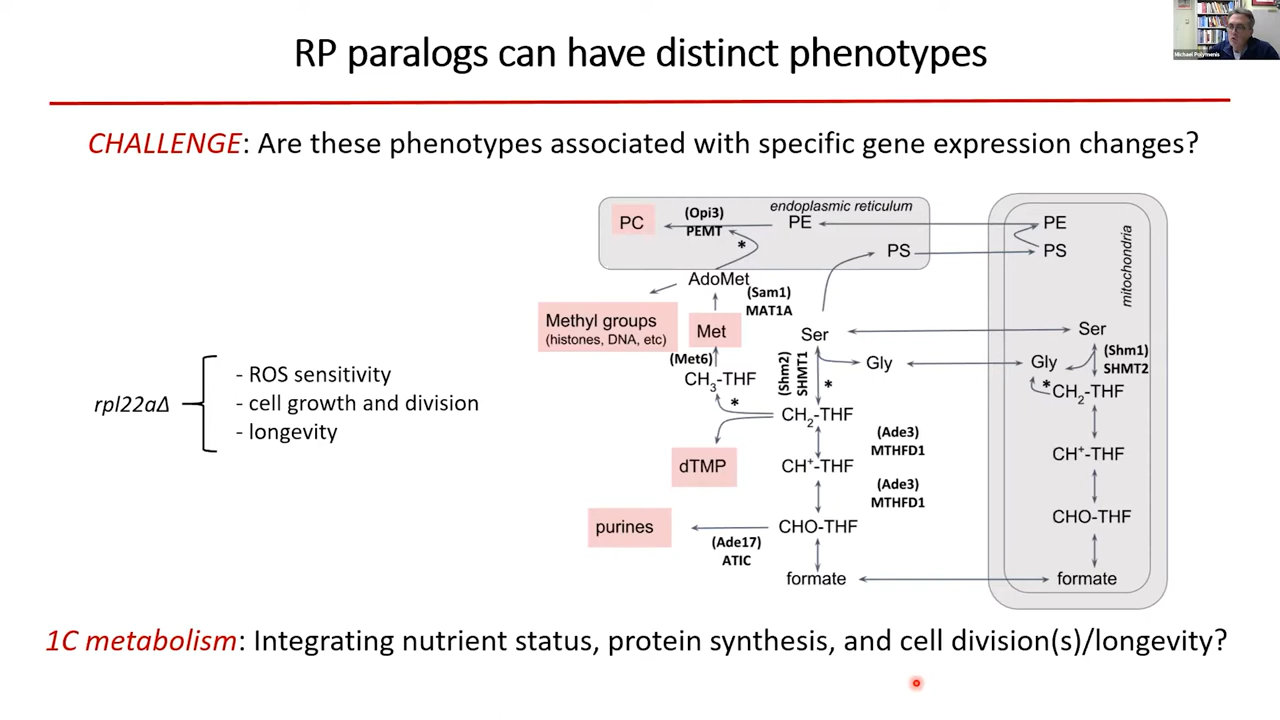 Michael Polymenis
RP paralogs can have distinct phenotypes
CHALLENGE: Are these phenotypes associated with specific gene expression changes?
rpl22aΔ
- ROS sensitivity
- cell growth and division
- longevity
endoplasmic reticulum
PC
(Opi3)
PEMT
*
PE
PS
AdoMet
(Sam1)
MAT1A
Methyl groups
(histones, DNA, etc)
Met
(Met6)
CH3-THF
*
dTMP
purines
(Ade17)
ATIC
Ser
(Shm2)
SHMT1
*
Gly
CH2-THF
(Ade3)
MTHFD1
CH+-THF
(Ade3)
MTHFD1
CHO-THF
formate
mitochondria
PE
PS
Ser
(Shm1)
SHMT2
Gly
*
CH2-THF
CH+-THF
CHO-THF
formate
1C metabolism: Integrating nutrient status, protein synthesis, and cell division(s)/longevity?